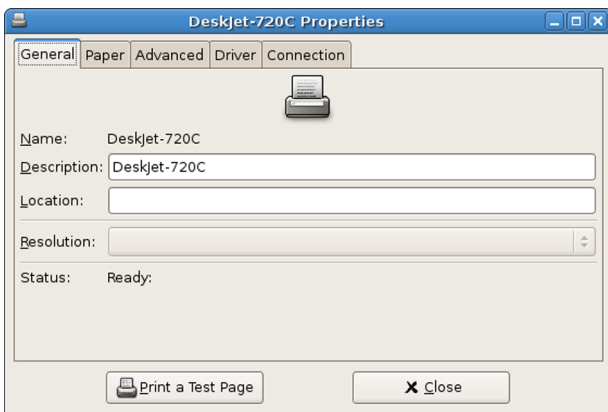 DeskJet-720C Properties
General Paper Advanced Driver Connection
Name: DeskJet-720C
Description: DeskJet-720C
Location:
Resolution:
Status: Ready:
Print a Test Page Close